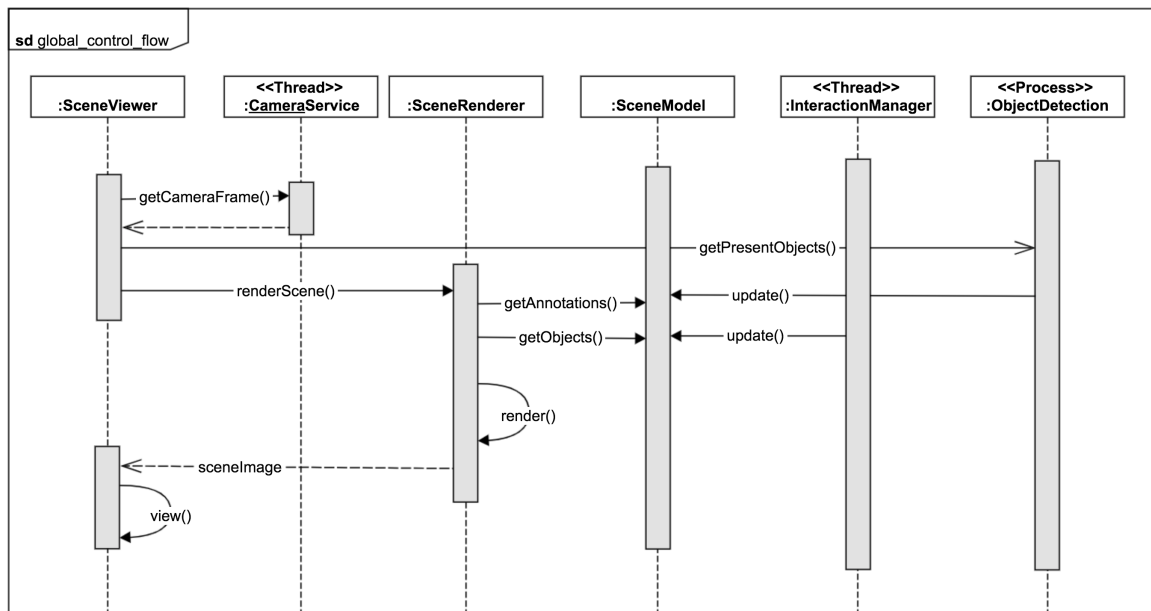 sd global_control_flow
:SceneViewer
<<Thread>>
:CameraService
:SceneRenderer
:SceneModel
<<Thread>>
:InteractionManager
<<Process>>
:ObjectDetection
getCameraFrame()
getPresentObjects()
renderScene()
getAnnotations()
update()
getObjects()
update()
render()
sceneImage
view()